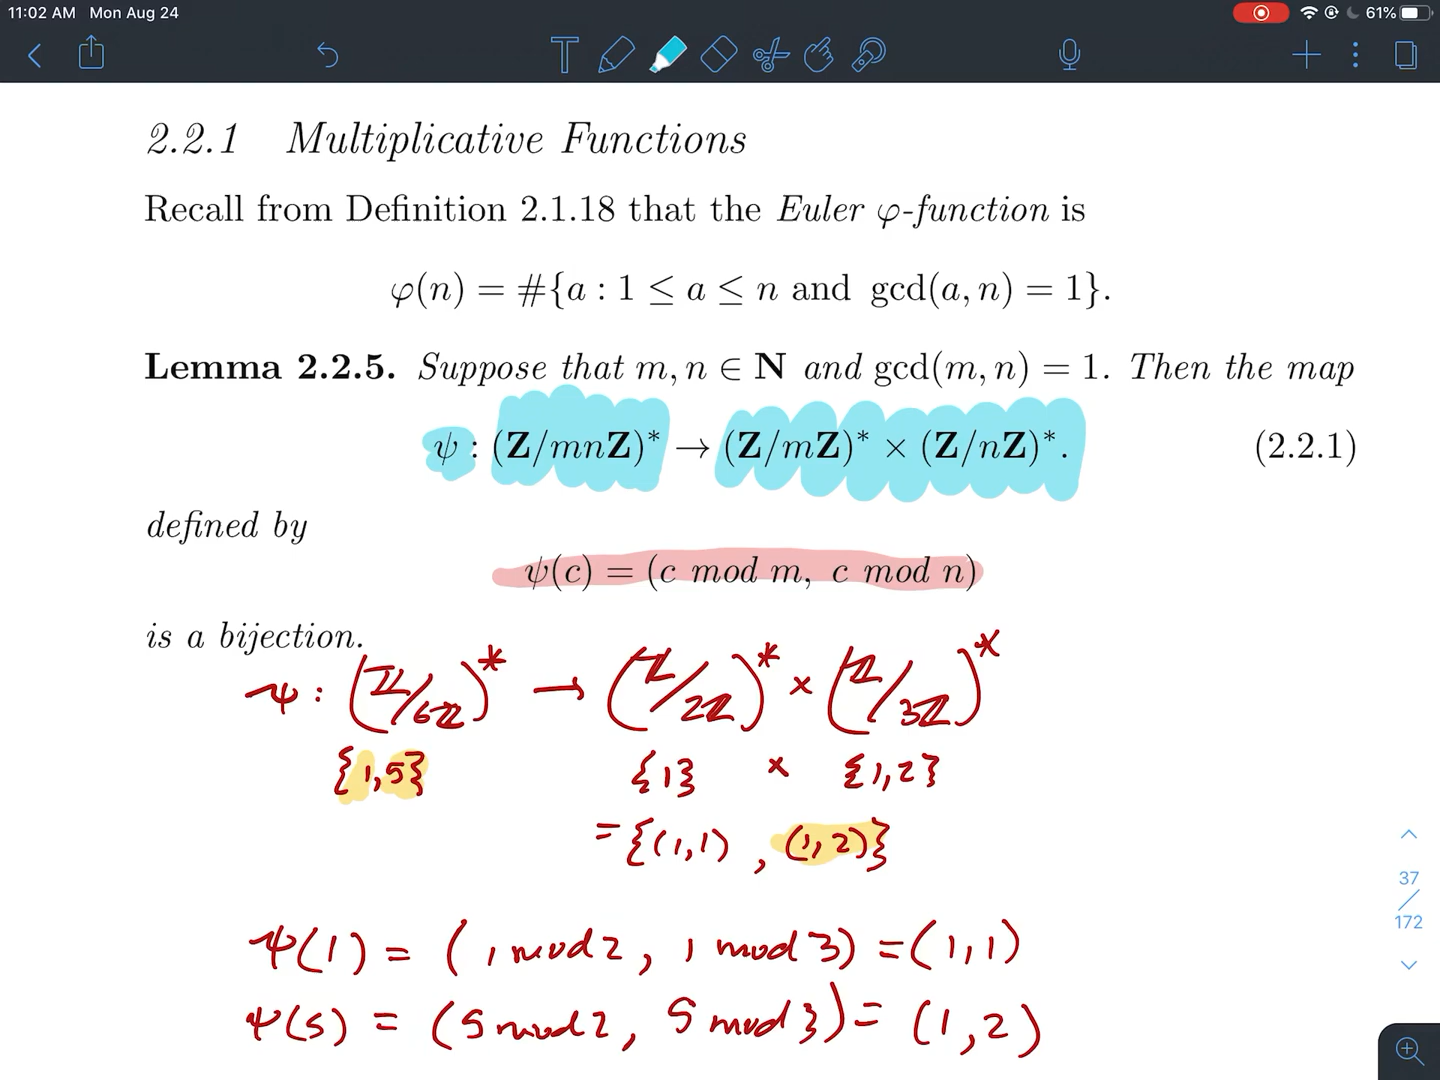 11:02 AM Mon Aug 24 61%
2.2.1 Multiplicative Functions
Recall from Definition 2.1.18 that the Euler φ-function is
φ(n) = #{a : 1 ≤ a ≤ n and gcd(a, n) = 1}.
Lemma 2.2.5. Suppose that m, n ∈ N and gcd(m, n) = 1. Then the map
ψ : (Z/mnZ)* → (Z/mZ)* × (Z/nZ)*. (2.2.1)
defined by
ψ(c) = (c mod m, c mod n)
is a bijection.
ψ : (ℤ/6ℤ)* → (ℤ/2ℤ)* × (ℤ/3ℤ)*
{1,5} {1} × {1,2}
= {(1,1) , (1,2)}
37
/
172
ψ(1) = (1 mod 2, 1 mod 3) = (1,1)
ψ(5) = (5 mod 2, 5 mod 3) = (1,2)